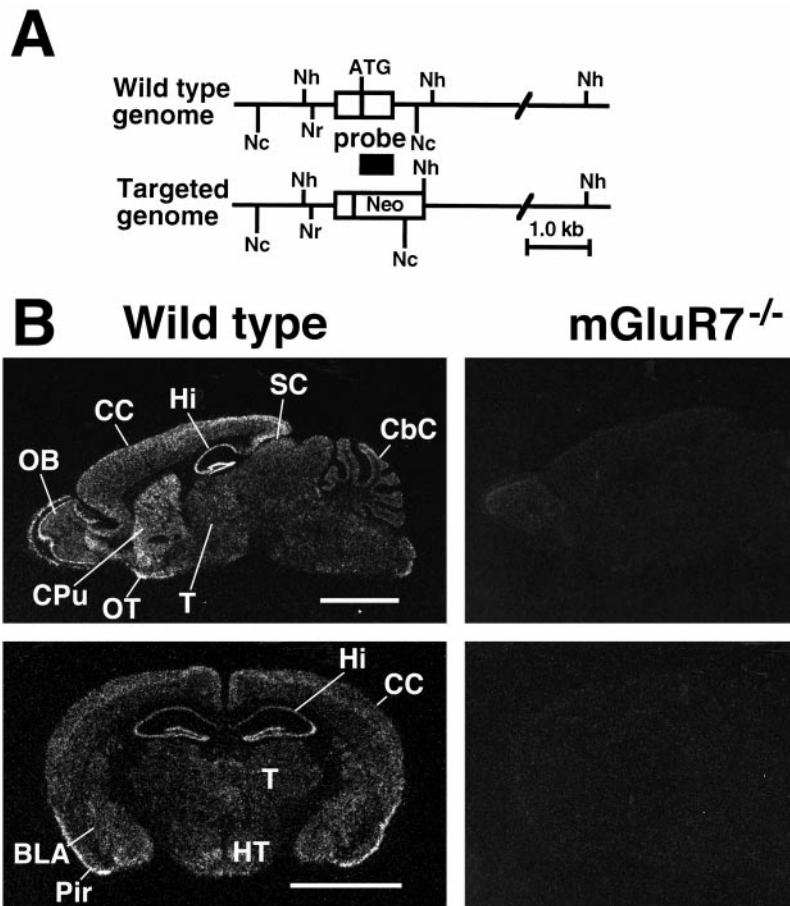 A
ATG
Nh
Nh
Nh
Wild type
genome
Nc
Nr
probe
Nc
Nh
Nh
Nh
Targeted
genome
Neo
Nc
Nr
Nc
1.0 kb
B
Wild type
mGluR7-/-
SC
Hi
CC
CbC
OB
CPu
OT
T
Hi
CC
T
BLA
HT
Pir